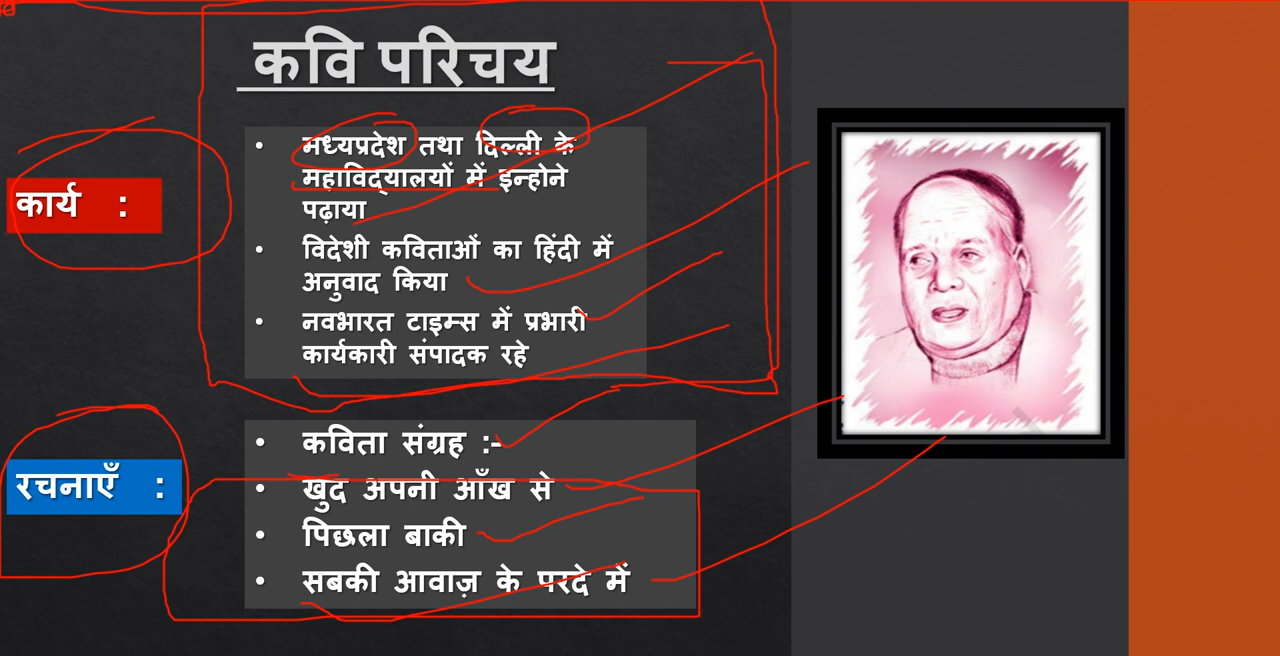 कवि परिचय
कार्य :
• मध्यप्रदेश तथा दिल्ली के
महाविद्यालयों में इन्होने
पढ़ाया
• विदेशी कविताओं का हिंदी में
अनुवाद किया
• नवभारत टाइम्स में प्रभारी
कार्यकारी संपादक रहे
रचनाएँ :
• कविता संग्रह :-
• खुद अपनी आँख से
• पिछला बाकी
• सबकी आवाज़ के परदे में